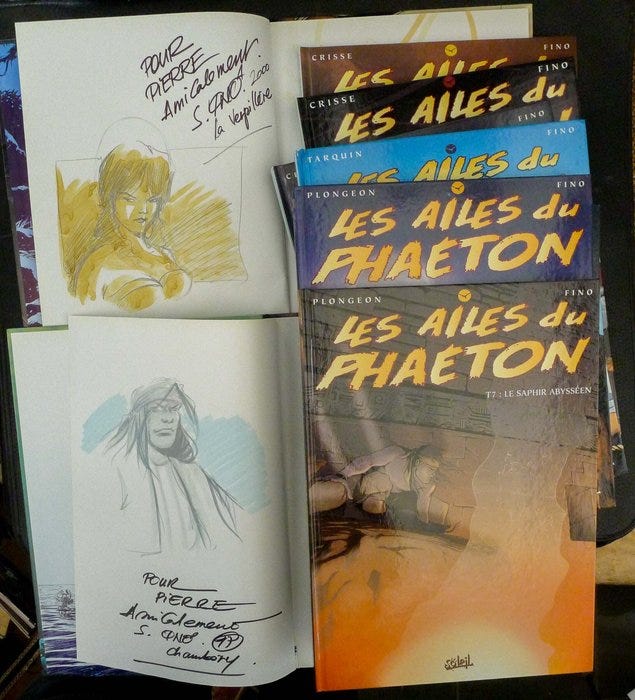 POUR
PIERRE
Amicalement
S. FINO. 2000
La Verpillère
CRISSE FINO
LES AILES du
CRISSE FINO
LES AILES du
FINO
TARQUIN FINO
LES AILES du
PLONGEON FINO
LES AILES du
PHAETON
PLONGEON FINO
LES AILES du
PHAETON
T7 : LE SAPHIR ABYSSÉEN
POUR
PIERRE
Amicalement
S. FINO. 99
Chambéry.
SOLEIL